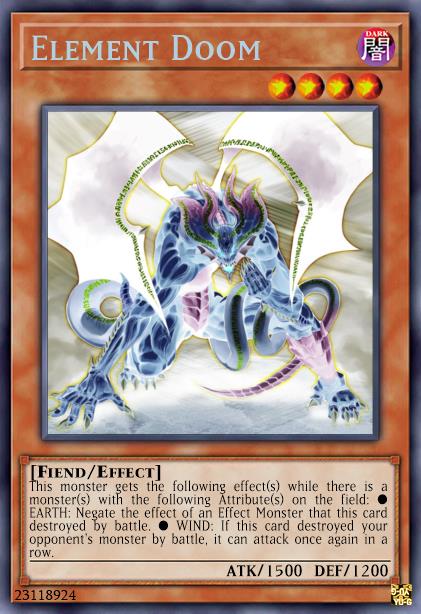 ELEMENT DOOM
DARK
闇
[FIEND/EFFECT]
This monster gets the following effect(s) while there is a
monster(s) with the following Attribute(s) on the field: ●
EARTH: Negate the effect of an Effect Monster that this card
destroyed by battle. ● WIND: If this card destroyed your
opponent's monster by battle, it can attack once again in a
row.
ATK/1500 DEF/1200
23118924